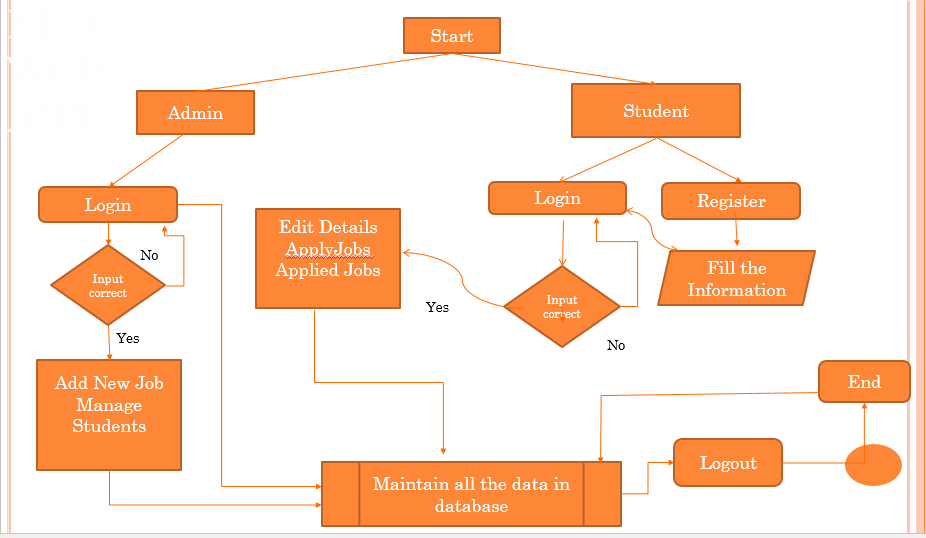 Start
Admin
Student
Login
Login
Register
Edit Details
ApplyJobs
Applied Jobs
No
Input
correct
Fill the
Information
Input
correct
Yes
Yes
No
Add New Job
Manage
Students
End
Logout
Maintain all the data in
database